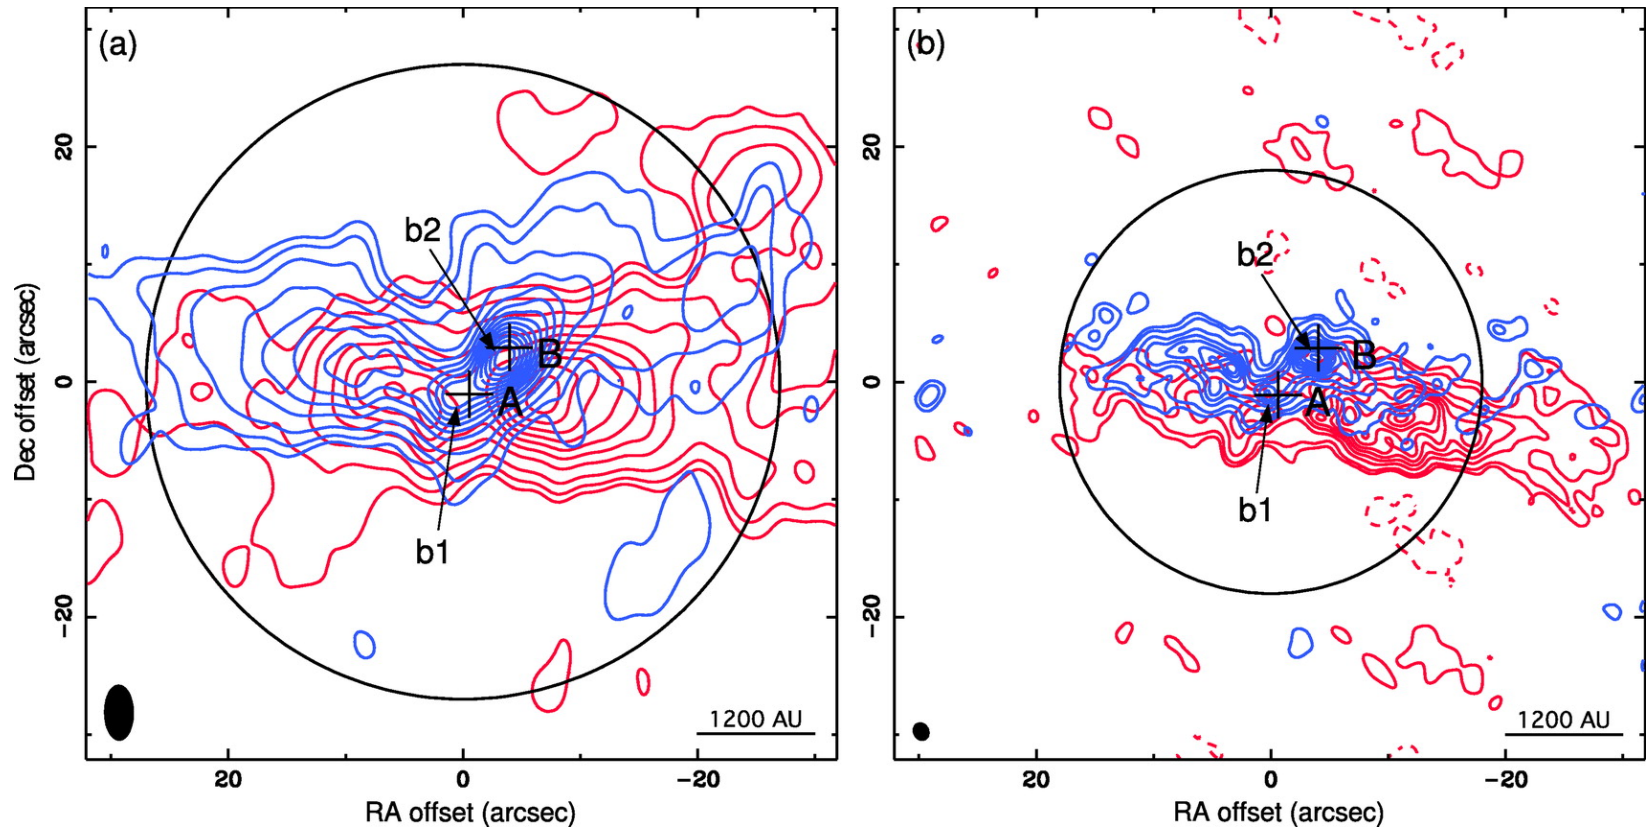 (a)
20
b2
B
0
A
b1
-20
1200 AU
20
0
-20
Dec offset (arcsec)
RA offset (arcsec)
(b)
20
b2
B
0
A
b1
-20
1200 AU
20
0
-20
RA offset (arcsec)